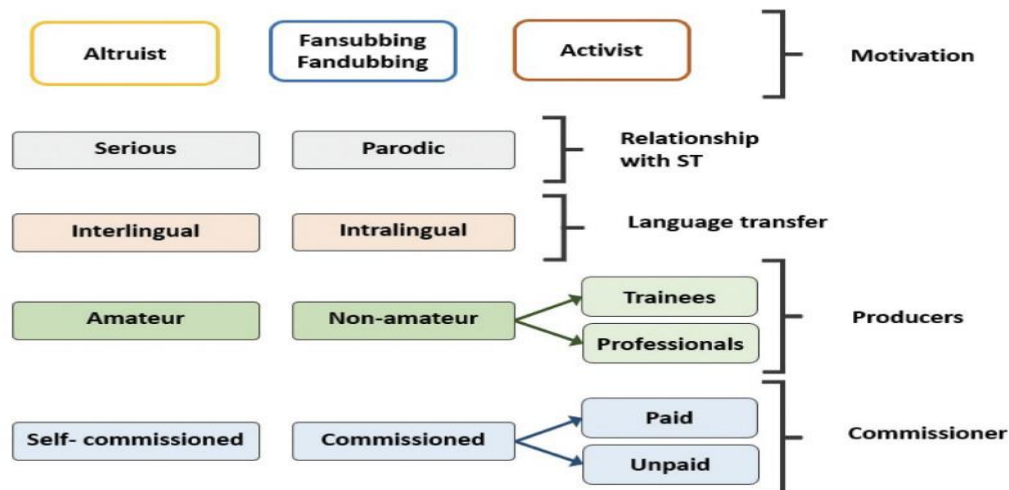 Altruist
Fansubbing
Fandubbing
Activist
Motivation
Serious
Parodic
Relationship
with ST
Interlingual
Intralingual
Language transfer
Amateur
Non-amateur
Trainees
Professionals
Producers
Self- commissioned
Commissioned
Paid
Unpaid
Commissioner